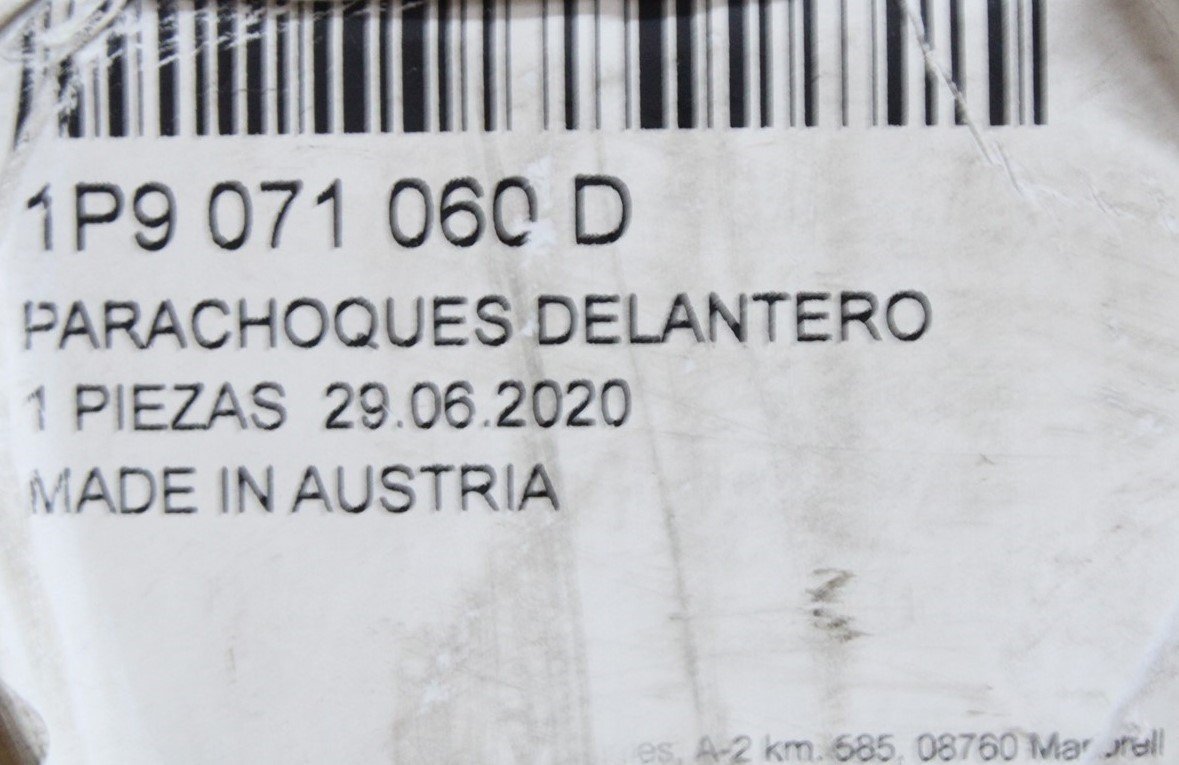 1P9 071 060 D
PARACHOQUES DELANTERO
1 PIEZAS 29.06.2020
MADE IN AUSTRIA
A-2 km. 585, 08760